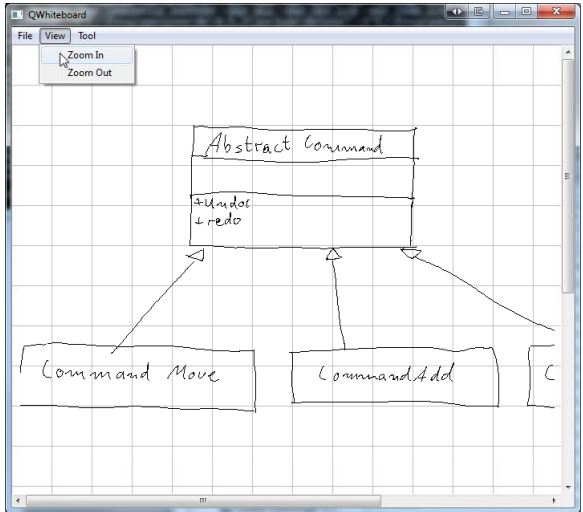 QWhiteboard
File View Tool
Zoom In
Zoom Out
Abstract Command
+undo
+redo
Command Move
CommandAdd
C